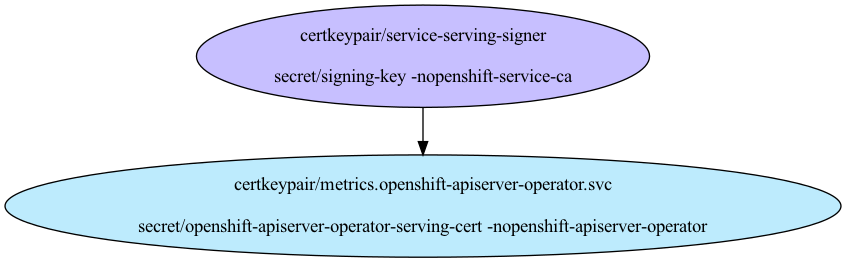 certkeypair/service-serving-signer
secret/signing-key -nopenshift-service-ca
certkeypair/metrics.openshift-apiserver-operator.svc
secret/openshift-apiserver-operator-serving-cert -nopenshift-apiserver-operator